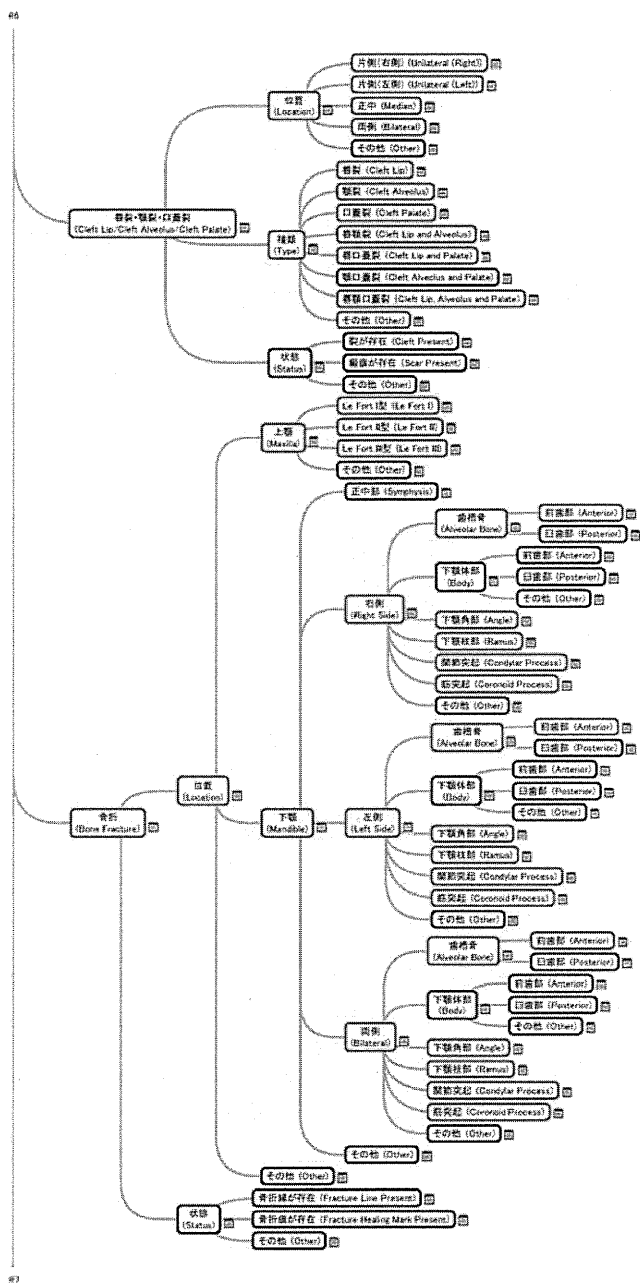 #6
位置
(Location)
片側(右側) (Unilateral (Right))
片側(左側) (Unilateral (Left))
正中 (Median)
両側 (Bilateral)
その他 (Other)
唇裂・顎裂・口蓋裂
(Cleft Lip/Cleft Alveolus/Cleft Palate)
種類
(Type)
唇裂 (Cleft Lip)
顎裂 (Cleft Alveolus)
口蓋裂 (Cleft Palate)
唇顎裂 (Cleft Lip and Alveolus)
唇口蓋裂 (Cleft Lip and Palate)
顎口蓋裂 (Cleft Alveolus and Palate)
唇顎口蓋裂 (Cleft Lip, Alveolus and Palate)
その他 (Other)
状態
(Status)
裂が存在 (Cleft Present)
瘢痕が存在 (Scar Present)
その他 (Other)
骨折
(Bone Fracture)
位置
(Location)
上顎
(Maxilla)
Le Fort I型 (Le Fort I)
Le Fort II型 (Le Fort II)
Le Fort III型 (Le Fort III)
その他 (Other)
下顎
(Mandible)
正中部 (Symphysis)
右側
(Right Side)
歯槽骨
(Alveolar Bone)
前歯部 (Anterior)
臼歯部 (Posterior)
下顎体部
(Body)
前歯部 (Anterior)
臼歯部 (Posterior)
その他 (Other)
下顎角部 (Angle)
下顎枝部 (Ramus)
関節突起 (Condylar Process)
筋突起 (Coronoid Process)
その他 (Other)
左側
(Left Side)
歯槽骨
(Alveolar Bone)
前歯部 (Anterior)
臼歯部 (Posterior)
下顎体部
(Body)
前歯部 (Anterior)
臼歯部 (Posterior)
その他 (Other)
下顎角部 (Angle)
下顎枝部 (Ramus)
関節突起 (Condylar Process)
筋突起 (Coronoid Process)
その他 (Other)
両側
(Bilateral)
歯槽骨
(Alveolar Bone)
前歯部 (Anterior)
臼歯部 (Posterior)
下顎体部
(Body)
前歯部 (Anterior)
臼歯部 (Posterior)
その他 (Other)
下顎角部 (Angle)
下顎枝部 (Ramus)
関節突起 (Condylar Process)
筋突起 (Coronoid Process)
その他 (Other)
その他 (Other)
その他 (Other)
状態
(Status)
骨折線が存在 (Fracture Line Present)
骨折痕が存在 (Fracture Healing Mark Present)
その他 (Other)
#7